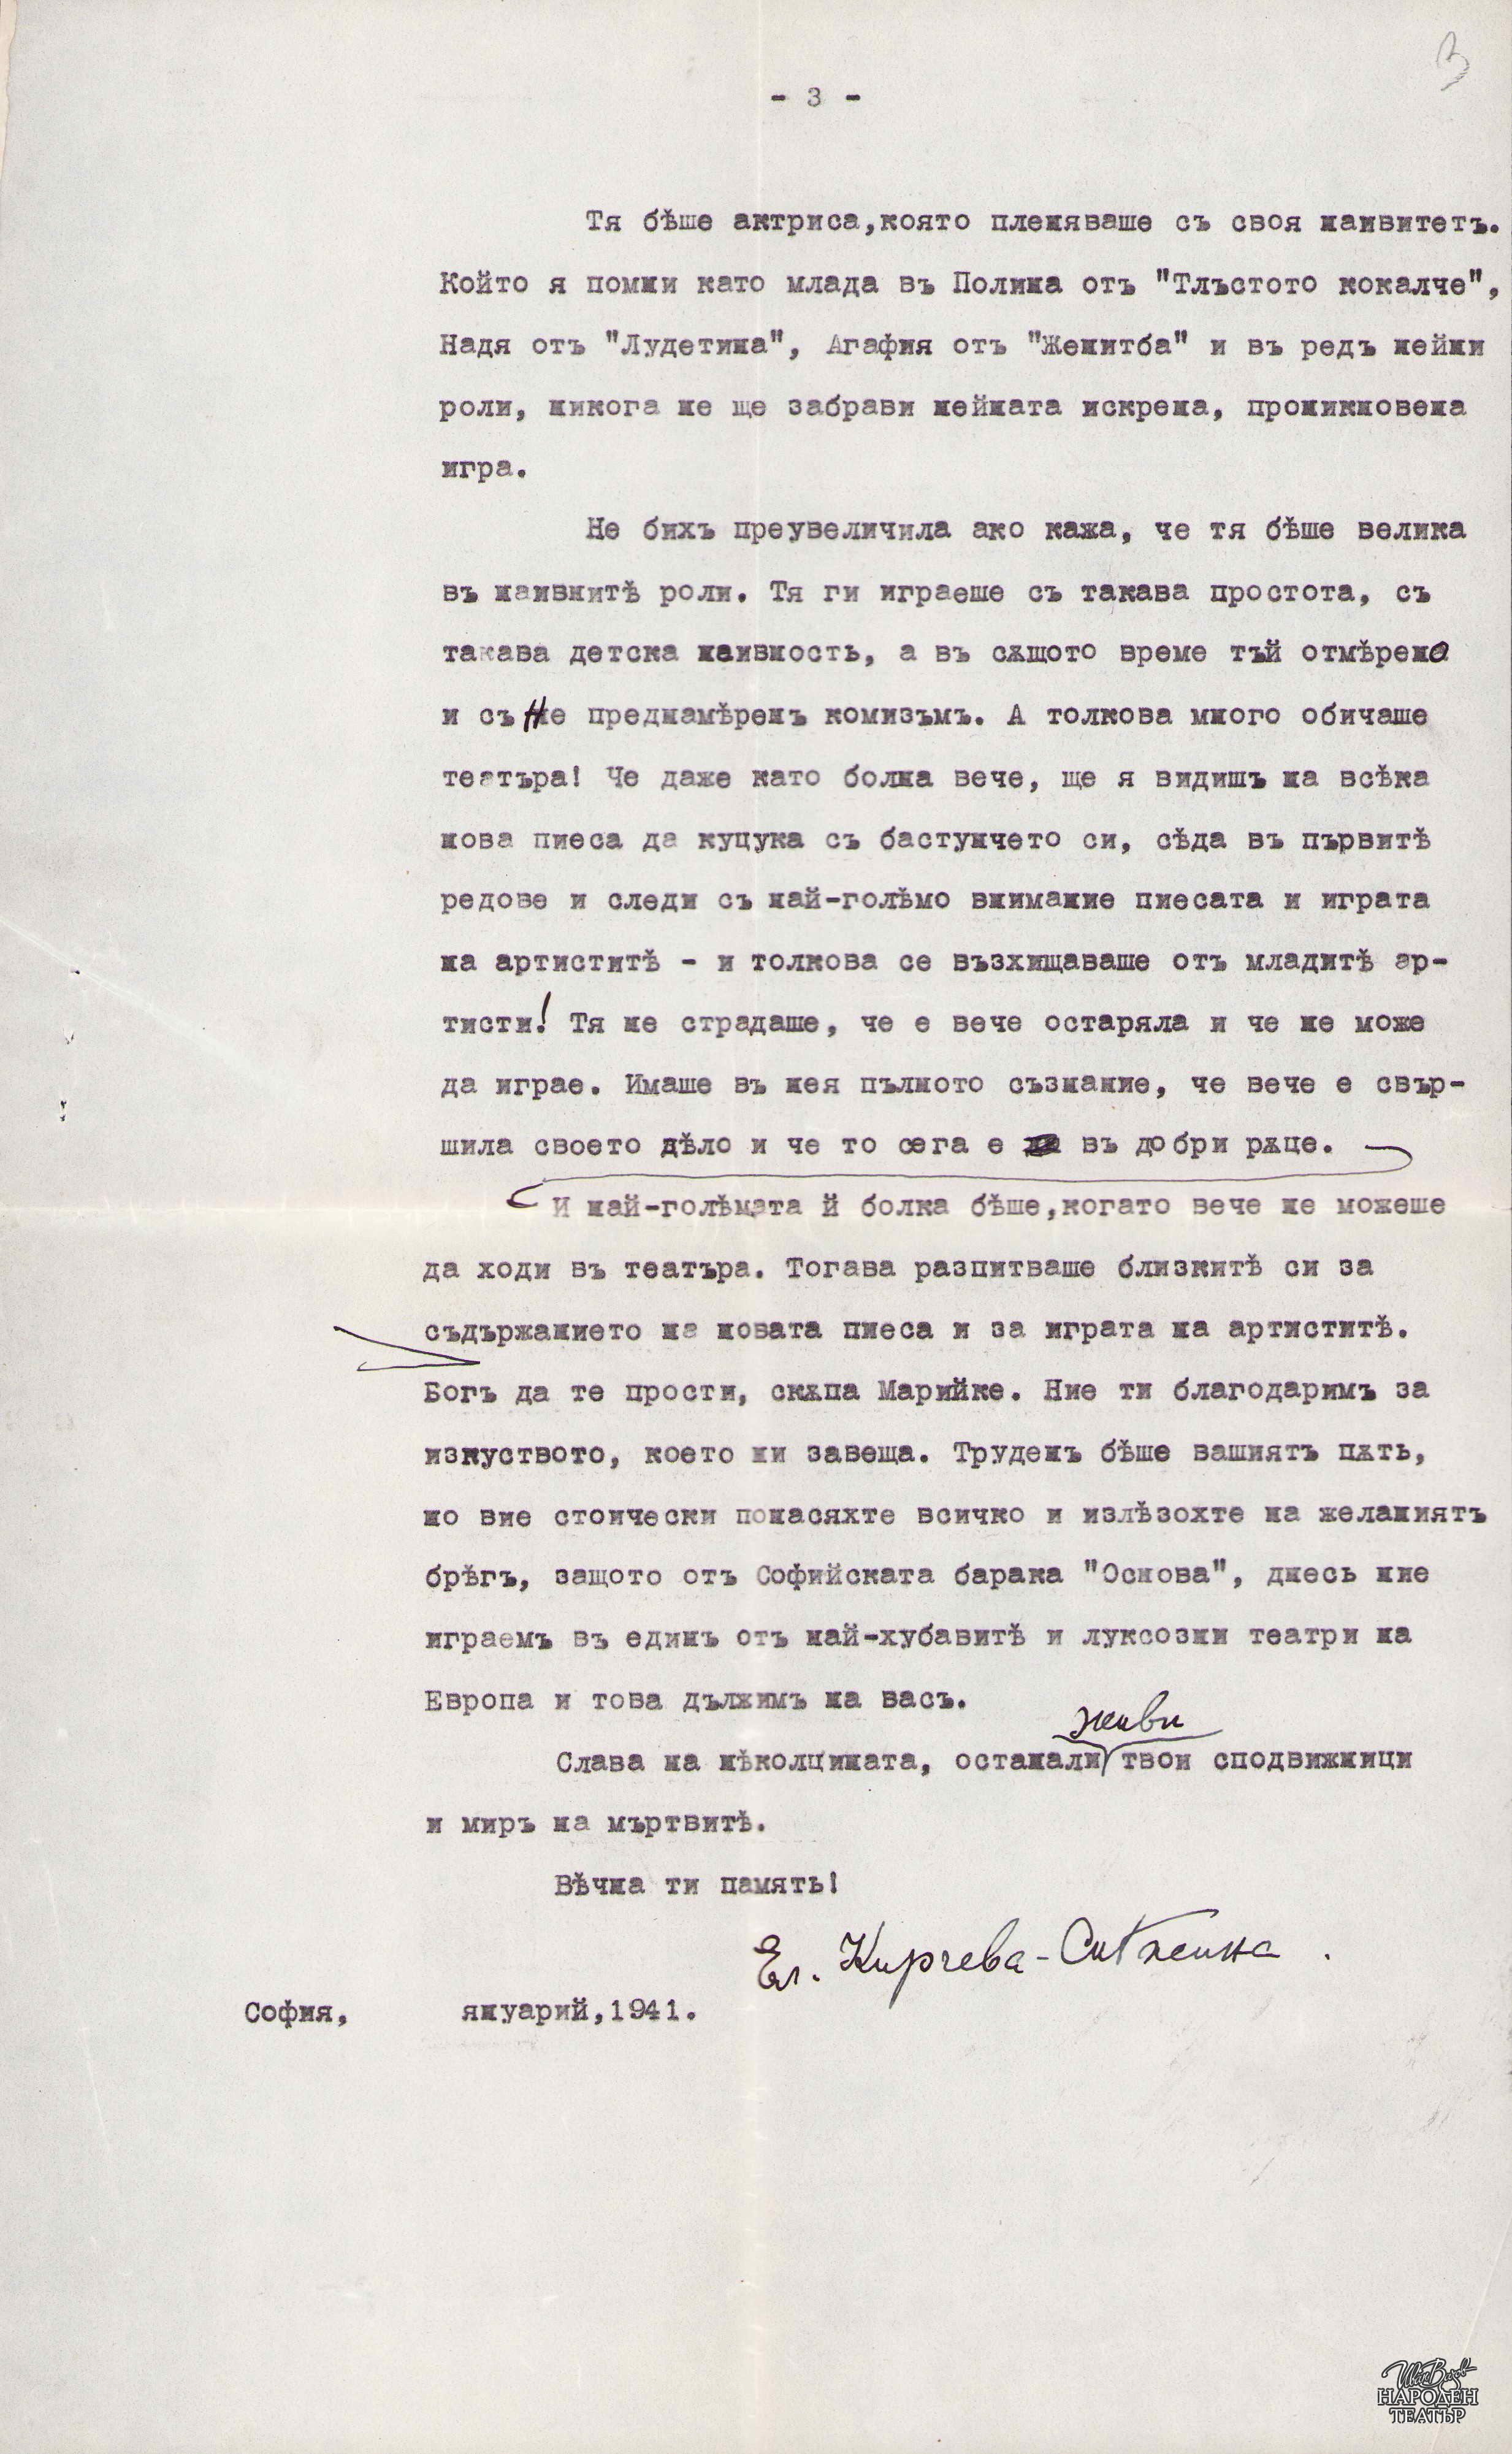 3
- 3 -
Тя бѣше актриса,която пленяваше съ своя наивитетъ.
Който я помни като млада въ Полина отъ "Тлъстото кокалче",
Надя отъ "Лудетина", Агафия отъ "Женитба" и въ редъ нейни
роли, никога не ще забрави нейната искрена, проникновена
игра.
Не бихъ преувеличила ако кажа, че тя бѣше велика
въ наивнитѣ роли. Тя ги играеше съ такава простота, съ
такава детска наивность, а въ сѫщото време тъй отмѣрено
и съ не преднамѣренъ комизъмъ. А толкова много обичаше
театъра! Че даже като болна вече, ще я видишъ на всѣка
нова пиеса да куцука съ бастунчето си, сѣда въ първитѣ
редове и следи съ най-голѣмо внимание пиесата и играта
на артиститѣ - и толкова се възхищаваше отъ младитѣ ар-
тисти! Тя не страдаше, че е вече остаряла и че не може
да играе. Имаше въ нея пълното съзнание, че вече е свър-
шила своето дѣло и че то сега е въ добри рѫце.
И най-голѣмата й болка бѣше,когато вече не можеше
да ходи въ театъра. Тогава разпитваше близкитѣ си за
съдържанието на новата пиеса и за играта на артиститѣ.
Богъ да те прости, скѫпа Марийке. Ние ти благодаримъ за
изкуството, което ни завеща. Труденъ бѣше вашиятъ пѫть,
но вие стоически понасяхте всичко и излѣзохте на желаниятъ
брѣгъ, защото отъ Софийската барака "Основа", днесь ние
играемъ въ единъ отъ най-хубавитѣ и луксозни театри на
Европа и това дължимъ на васъ.
живи
Слава на нѣколцината, останали твои сподвижници
и миръ на мъртвитѣ.
Вѣчна ти память!
Ел. Кирчева-Снѣжина.
София, януарий,1941.
НАРОДЕН
ТЕАТЪР